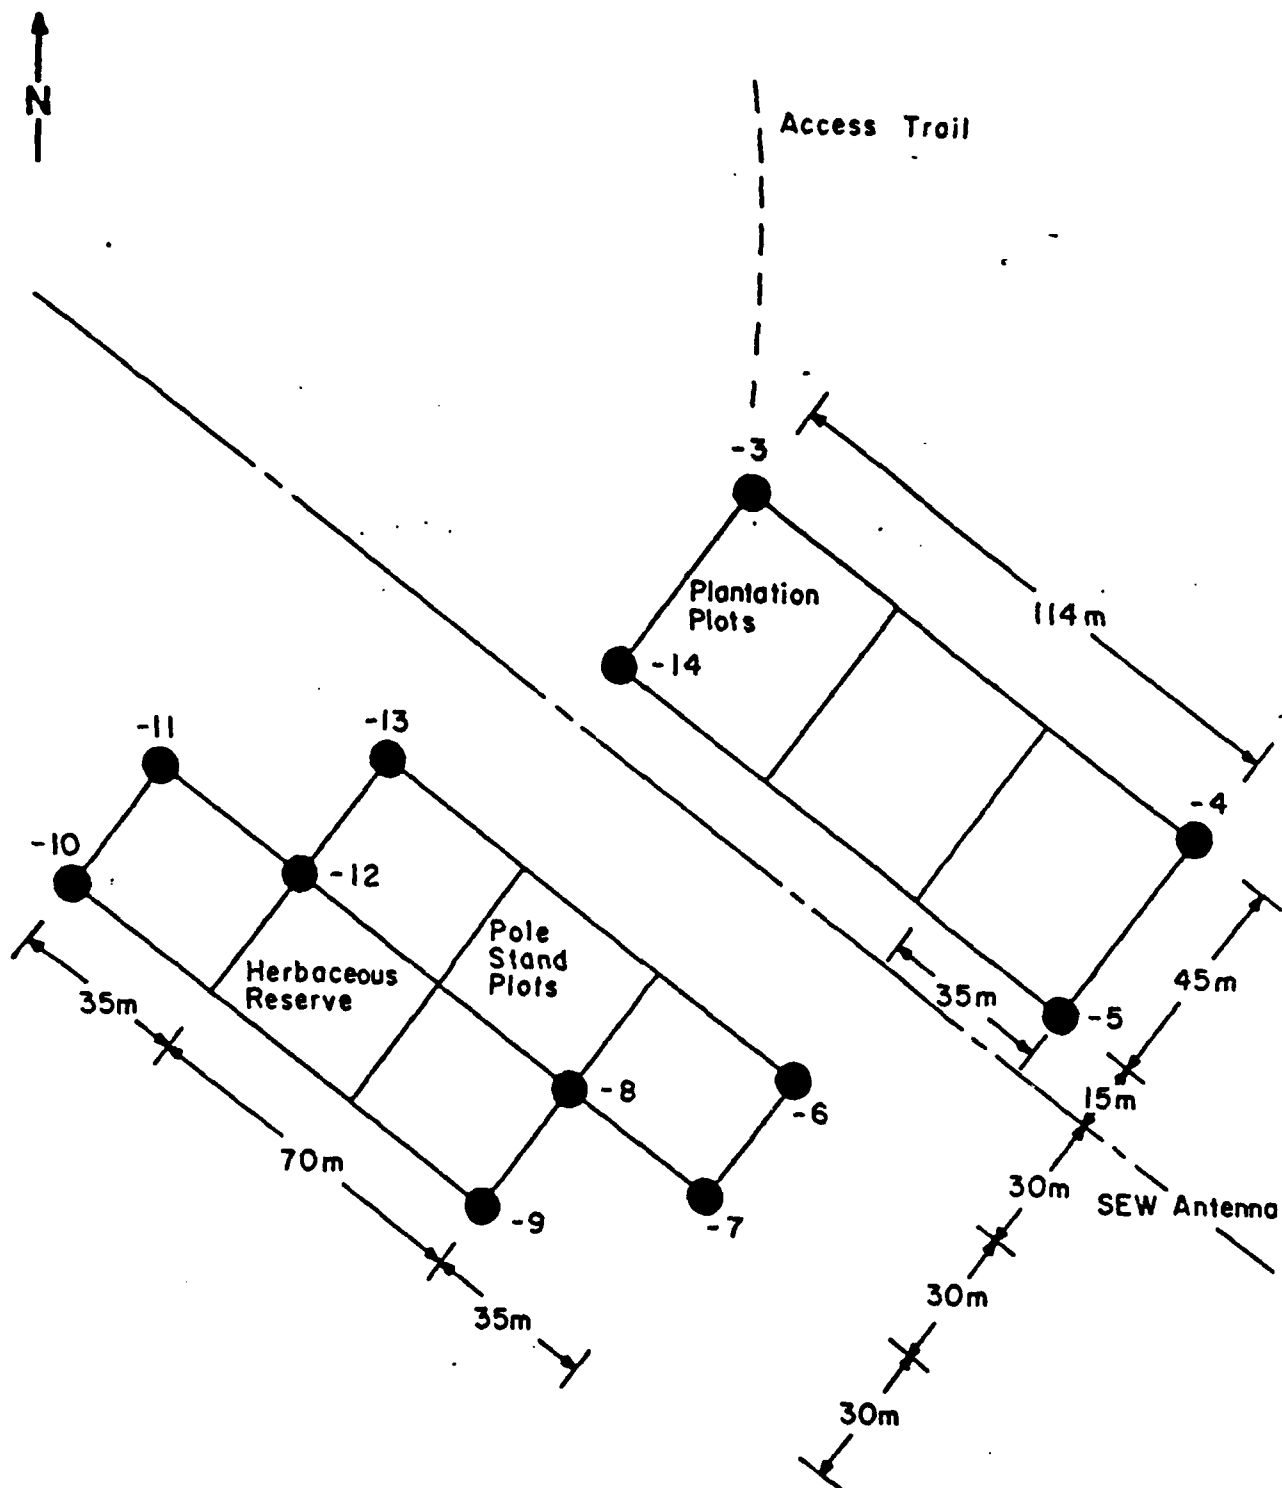 N
Access Trail
-3
114m
Plantation
Plots
-14
-11
-13
-4
-10
-12
Pole
Stand
Plots
Herbaceous
Reserve
35m
35m
45m
-5
-8
-6
15m
70m
30m
SEW Antenna
-9
-7
30m
35m
30m